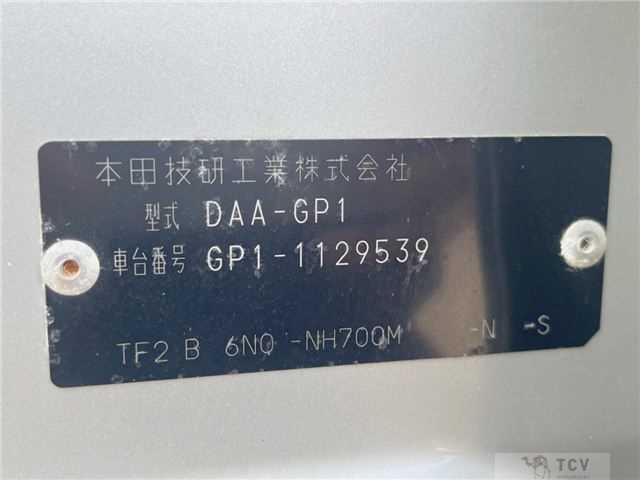 本田技研工業株式会社
型式 DAA-GP1
車台番号 GP1-1129539
TF2 B 6N0 -NH700M -N -S
TCV